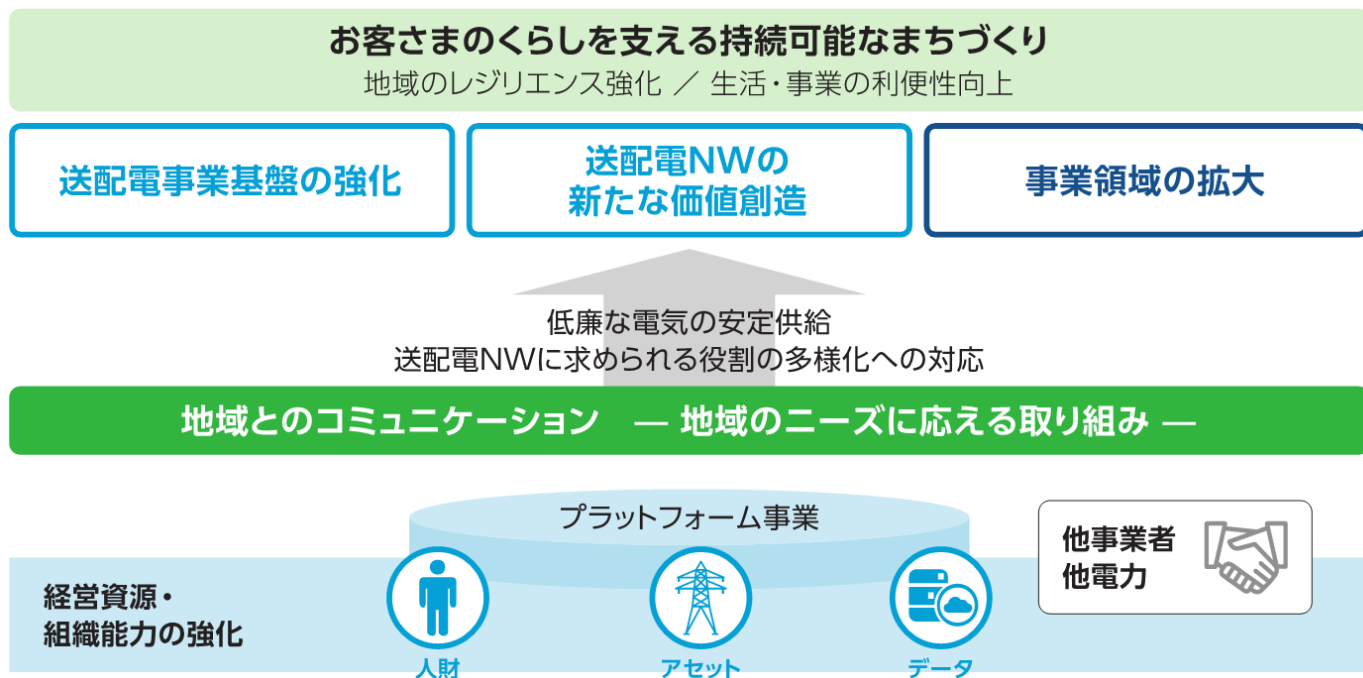 お客さまのくらしを支える持続可能なまちづくり
地域のレジリエンス強化 ／ 生活・事業の利便性向上
送配電事業基盤の強化
送配電NWの
新たな価値創造
事業領域の拡大
低廉な電気の安定供給
送配電NWに求められる役割の多様化への対応
地域とのコミュニケーション　― 地域のニーズに応える取り組み ―
プラットフォーム事業
他事業者
他電力
経営資源・
組織能力の強化
人財
アセット
データ